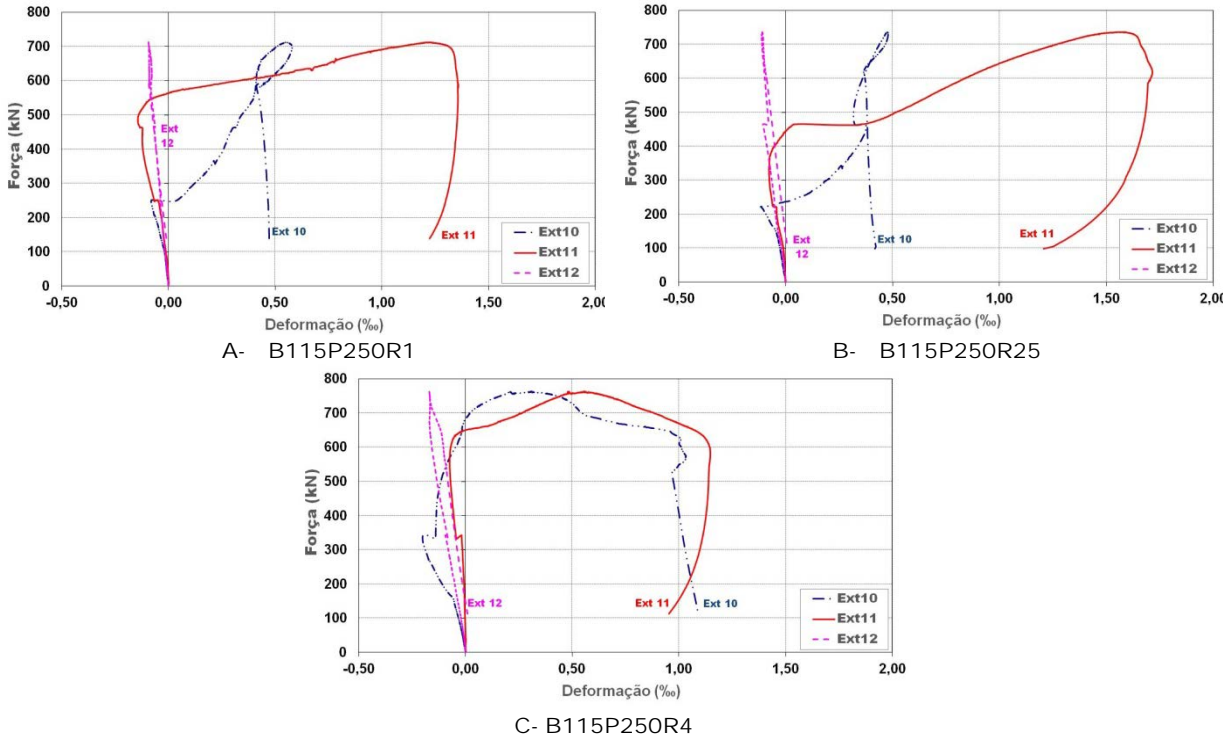 800
700
600
500
400
300
200
100
0
Força (kN)
-0,50
0,00
0,50
1,00
1,50
2,00
Deformação (‰)
Ext
12
Ext 10
Ext 11
Ext10
Ext11
Ext12
A- B115P250R1
800
700
600
500
400
300
200
100
0
Força (kN)
-0,50
0,00
0,50
1,00
1,50
2,00
Deformação (‰)
Ext
12
Ext 10
Ext 11
Ext10
Ext11
Ext12
B- B115P250R25
800
700
600
500
400
300
200
100
0
Força (kN)
-0,50
0,00
0,50
1,00
1,50
2,00
Deformação (‰)
Ext 12
Ext 11
Ext 10
Ext10
Ext11
Ext12
C- B115P250R4